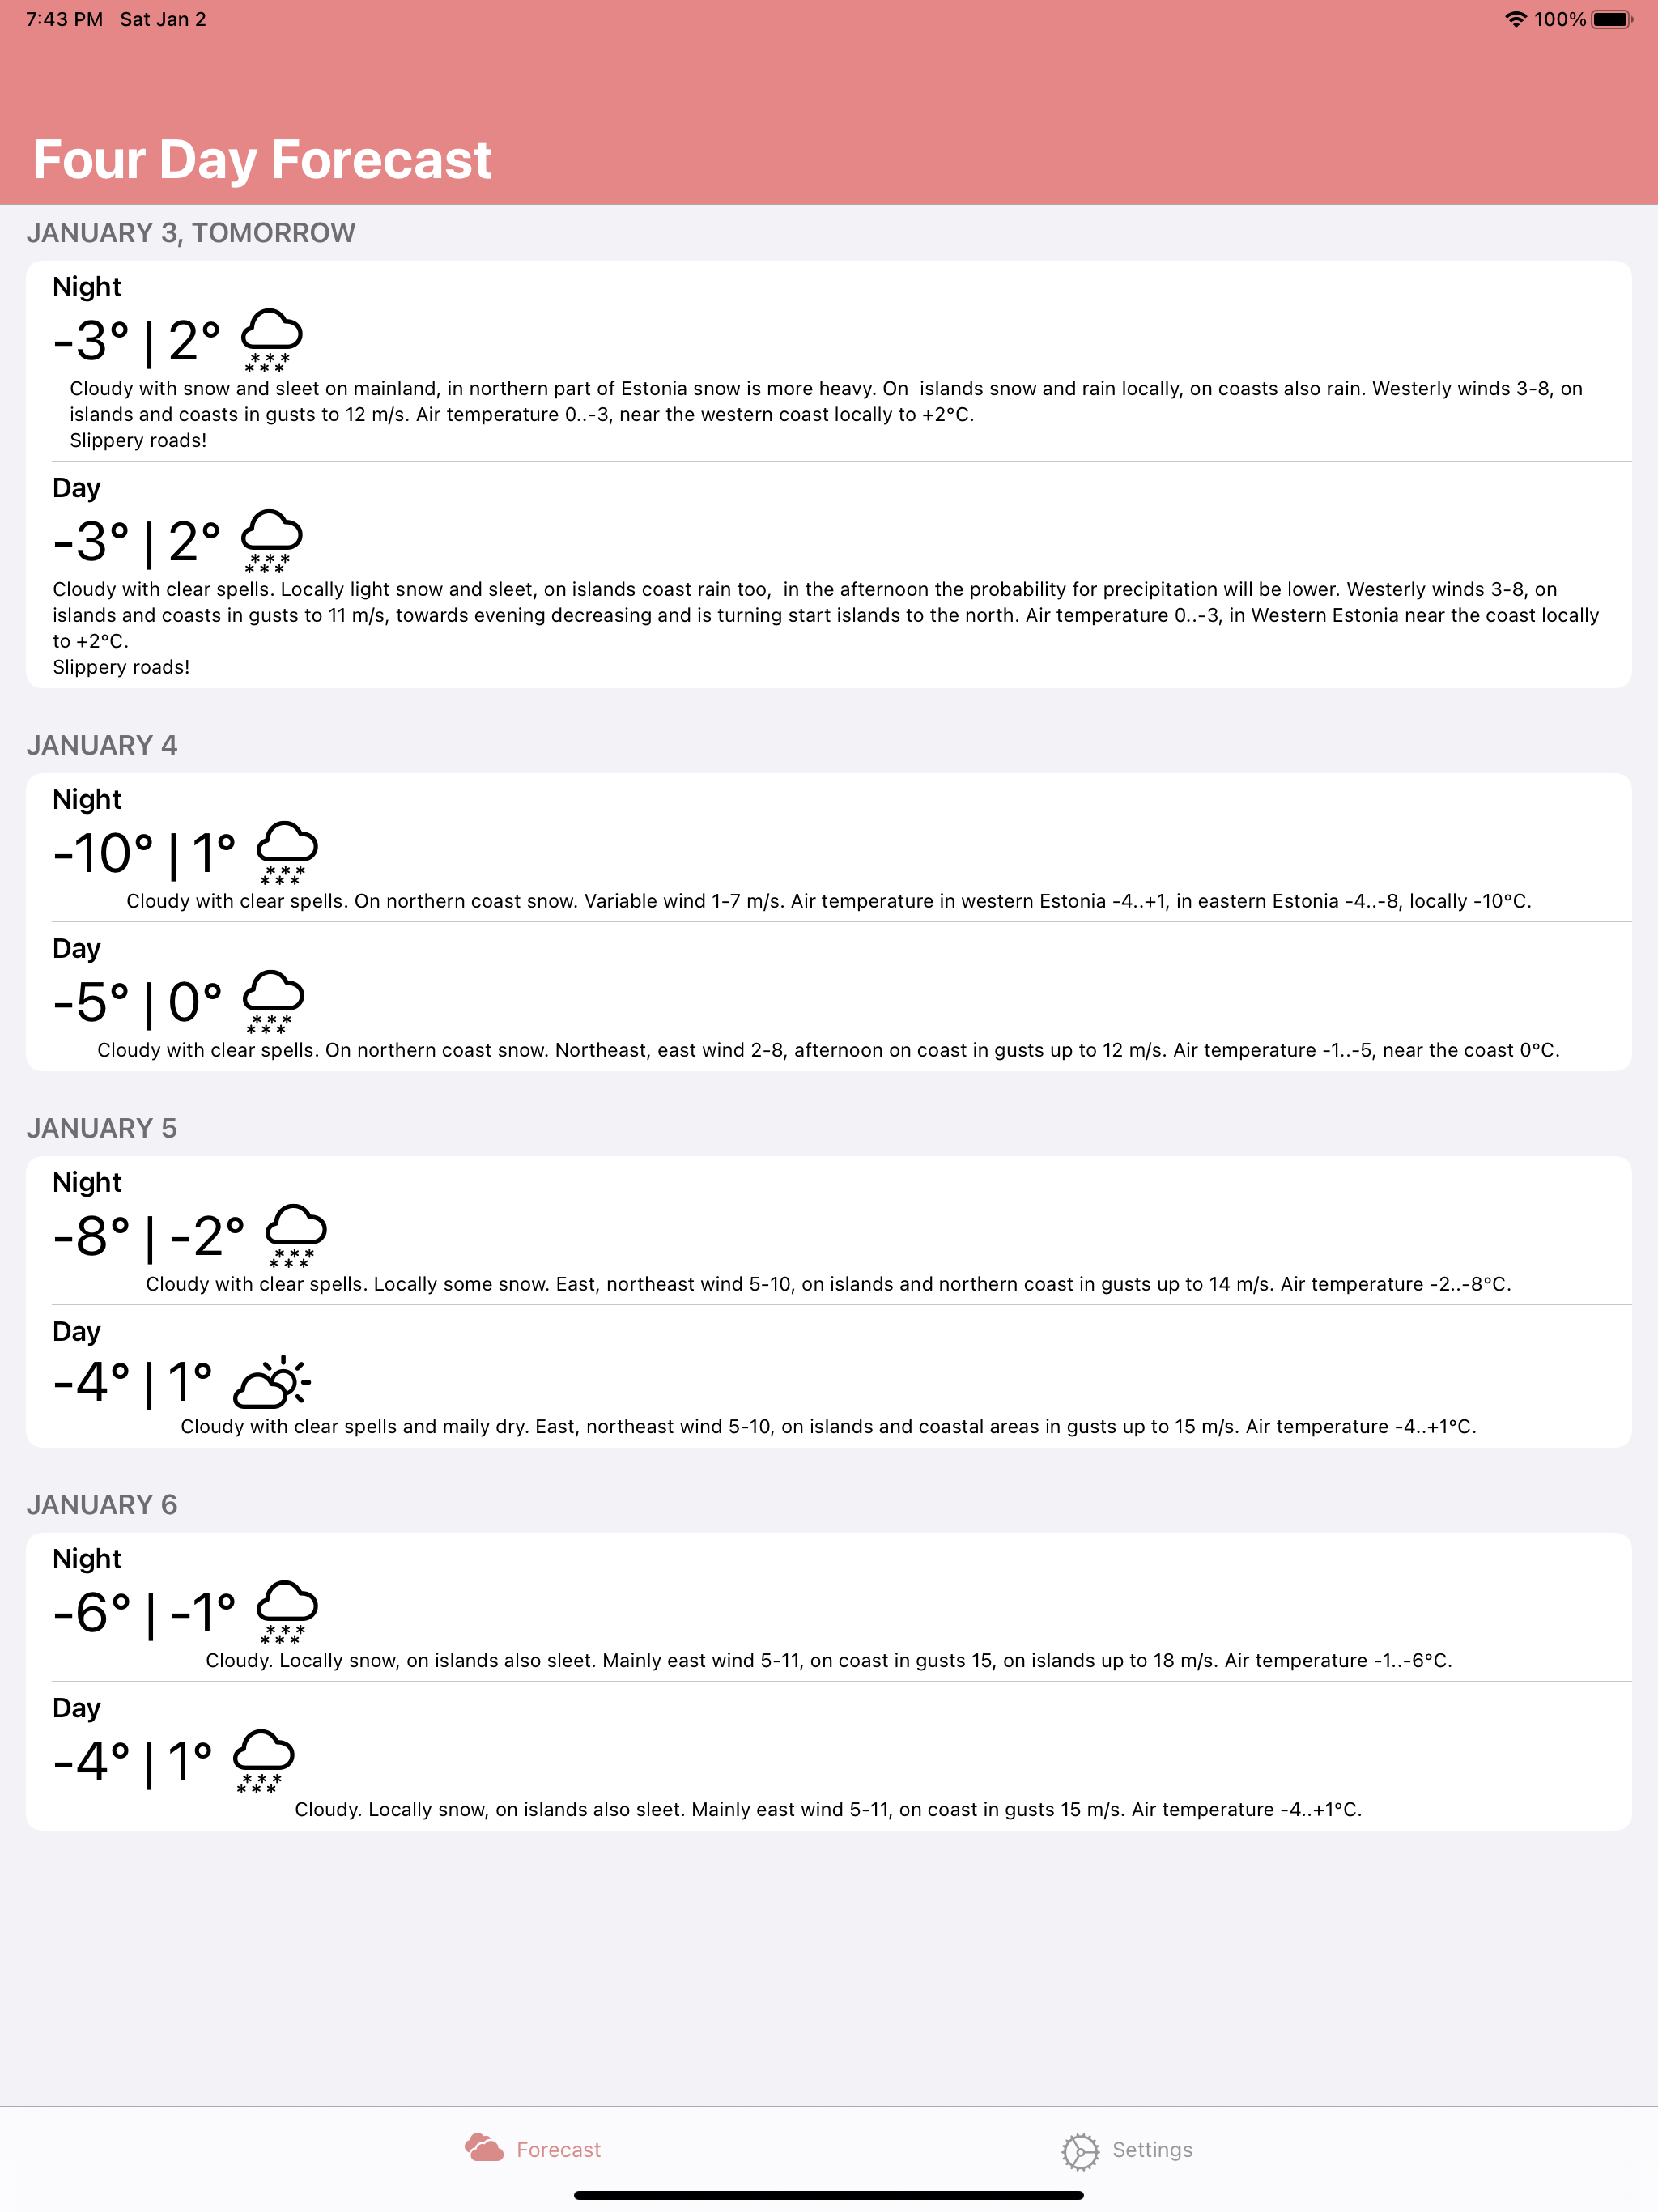 7:43 PM Sat Jan 2 100%
Four Day Forecast
JANUARY 3, TOMORROW
Night
-3° | 2°
Cloudy with snow and sleet on mainland, in northern part of Estonia snow is more heavy. On  islands snow and rain locally, on coasts also rain. Westerly winds 3-8, on
islands and coasts in gusts to 12 m/s. Air temperature 0..-3, near the western coast locally to +2°C.
Slippery roads!
Day
-3° | 2°
Cloudy with clear spells. Locally light snow and sleet, on islands coast rain too,  in the afternoon the probability for precipitation will be lower. Westerly winds 3-8, on
islands and coasts in gusts to 11 m/s, towards evening decreasing and is turning start islands to the north. Air temperature 0..-3, in Western Estonia near the coast locally
to +2°C.
Slippery roads!
JANUARY 4
Night
-10° | 1°
Cloudy with clear spells. On northern coast snow. Variable wind 1-7 m/s. Air temperature in western Estonia -4..+1, in eastern Estonia -4..-8, locally -10°C.
Day
-5° | 0°
Cloudy with clear spells. On northern coast snow. Northeast, east wind 2-8, afternoon on coast in gusts up to 12 m/s. Air temperature -1..-5, near the coast 0°C.
JANUARY 5
Night
-8° | -2°
Cloudy with clear spells. Locally some snow. East, northeast wind 5-10, on islands and northern coast in gusts up to 14 m/s. Air temperature -2..-8°C.
Day
-4° | 1°
Cloudy with clear spells and maily dry. East, northeast wind 5-10, on islands and coastal areas in gusts up to 15 m/s. Air temperature -4..+1°C.
JANUARY 6
Night
-6° | -1°
Cloudy. Locally snow, on islands also sleet. Mainly east wind 5-11, on coast in gusts 15, on islands up to 18 m/s. Air temperature -1..-6°C.
Day
-4° | 1°
Cloudy. Locally snow, on islands also sleet. Mainly east wind 5-11, on coast in gusts 15 m/s. Air temperature -4..+1°C.
Forecast Settings